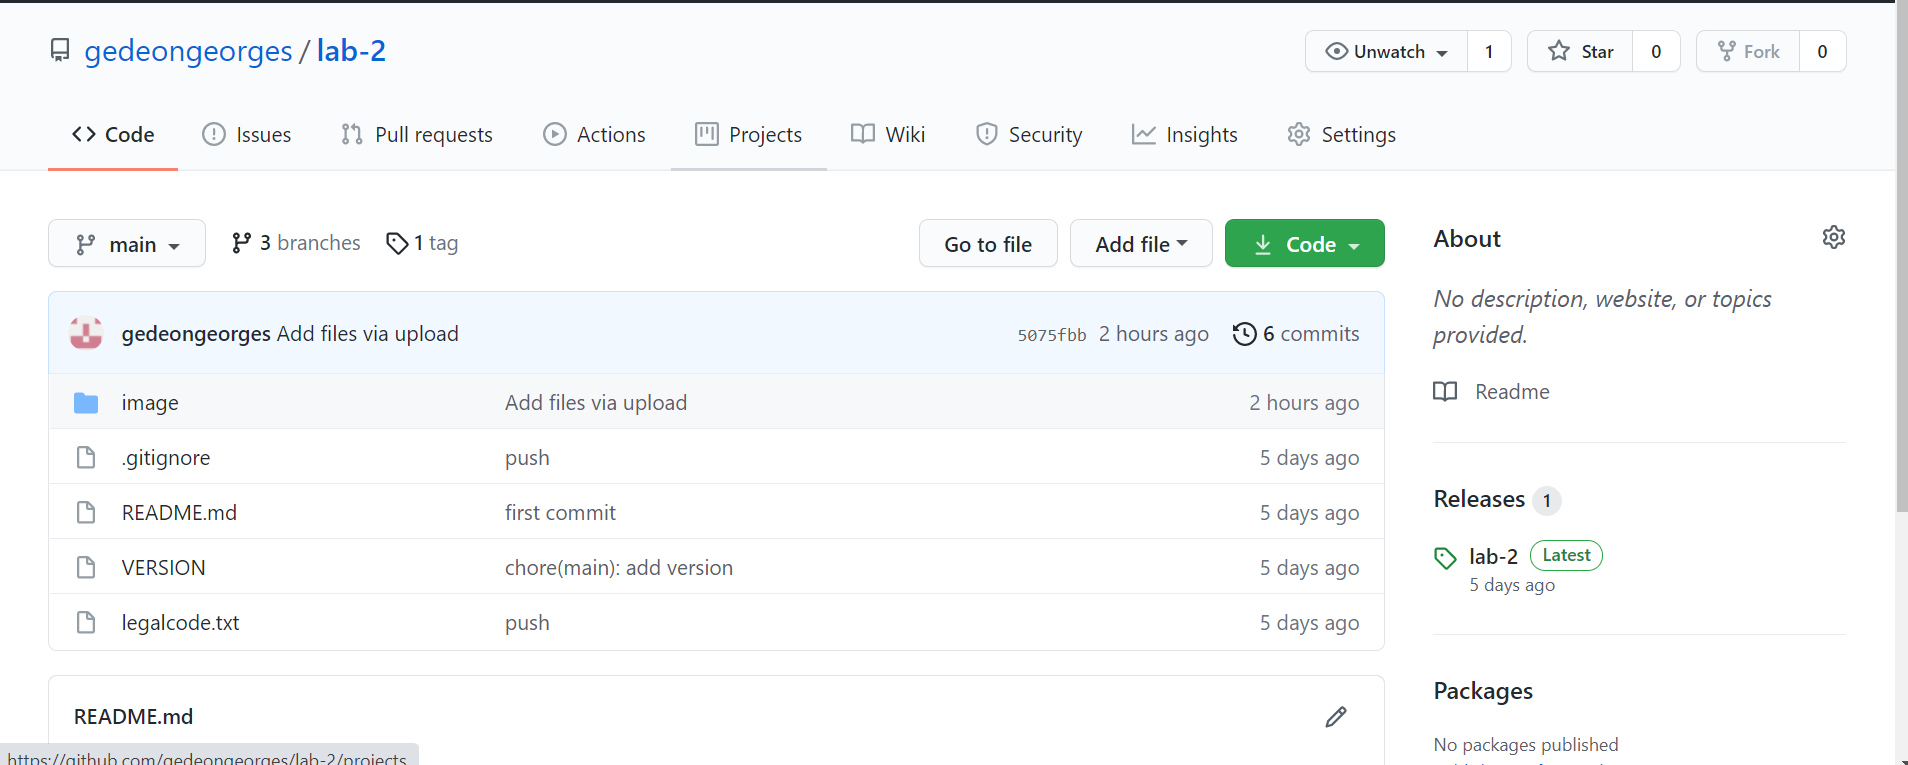 gedeongeorges / lab-2
Unwatch 1 Star 0 Fork 0
Code Issues Pull requests Actions Projects Wiki Security Insights Settings
main 3 branches 1 tag Go to file Add file Code
About
No description, website, or topics
provided.
Readme
gedeongeorges Add files via upload 5075fbb 2 hours ago 6 commits
image Add files via upload 2 hours ago
.gitignore push 5 days ago
README.md first commit 5 days ago
VERSION chore(main): add version 5 days ago
legalcode.txt push 5 days ago
Releases 1
lab-2 Latest
5 days ago
README.md
Packages
No packages published
https://github.com/gedeongeorges/lab-2/projects